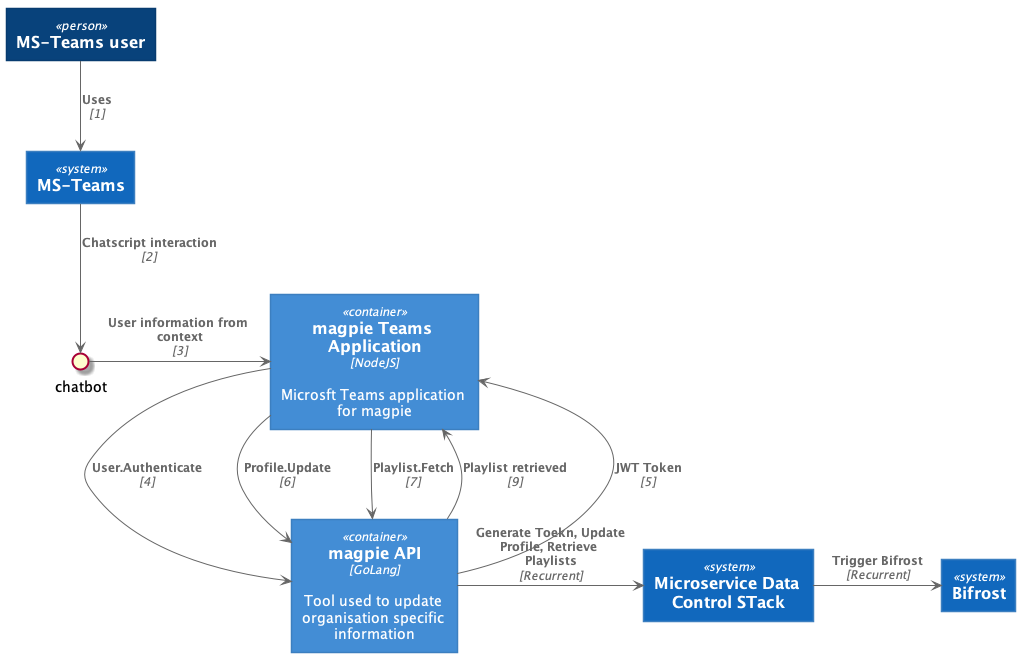 «person»
MS-Teams user
Uses
[1]
«system»
MS-Teams
Chatscript interaction
[2]
chatbot
User information from
context
[3]
«container»
magpie Teams
Application
[NodeJS]
Microsft Teams application
for magpie
User.Authenticate
[4]
Profile.Update
[6]
Playlist.Fetch
[7]
Playlist retrieved
[9]
JWT Token
[5]
«container»
magpie API
[GoLang]
Tool used to update
organisation specific
information
Generate Toekn, Update
Profile, Retrieve
Playlists
[Recurrent]
«system»
Microservice Data
Control STack
Trigger Bifrost
[Recurrent]
«system»
Bifrost